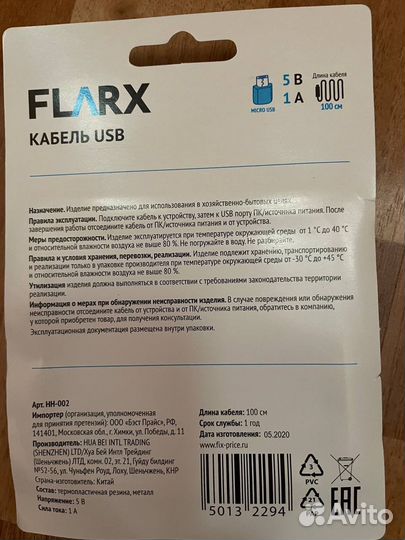 FLARX
КАБЕЛЬ USB
MICRO USB
5 В
1 А
Длина кабеля
100 см
Назначение. Изделие предназначено для использования в хозяйственно-бытовых целях.
Правила эксплуатации. Подключите кабель к устройству, затем к USB порту ПК/источника питания. После
завершения работы отсоедините кабель от устройства и от ПК/источника питания.
Меры предосторожности. Изделие эксплуатируется при температуре окружающей среды от 1 °С до 40 °С
и относительной влажности воздуха не выше 80 %. Не погружайте в воду. Не разбирайте.
Правила и условия хранения, перевозки, реализации. Изделие подлежит хранению, транспортированию
и реализации только в упаковке производителя при температуре окружающей среды от -30 °С до +45 °С
и относительной влажности воздуха не выше 80 %.
Утилизация изделия должна выполняться в соответствии с требованиями законодательства территории
реализации.
Информация о мерах при обнаружении неисправности изделия. В случае повреждения или обнаружения
неисправности отсоедините кабель от устройства и от ПК/источника питания, обратитесь в компанию,
у которой приобретен товар, для получения консультации.
Эксплуатационная документация размещена внутри упаковки.
Арт. НН-002
Импортер (организация, уполномоченная
для принятия претензий): ООО «Бэст Прайс», РФ,
141401, Московская обл., г. Химки, ул. Победы, д. 11
Производитель: HUA BEI INTL TRADING
(SHENZHEN) LTD/Хуа Бей Интл Трейдинг
(Шеньчжень) ЛТД, комн. 02, эт. 21, Гуйду билдинг
№52-56, ул. Чуньфен Роуд, Лоху, Шеньчжень, КНР
Страна-изготовитель: Китай
Состав: термопластичная резина, металл
Напряжение: 5 В
Сила тока: 1 А
Длина кабеля: 100 см
Срок службы: 1 год
Дата изготовления: 05.2020
www.fix-price.ru
5013 2294
3
PVC
21
EAC
Avito